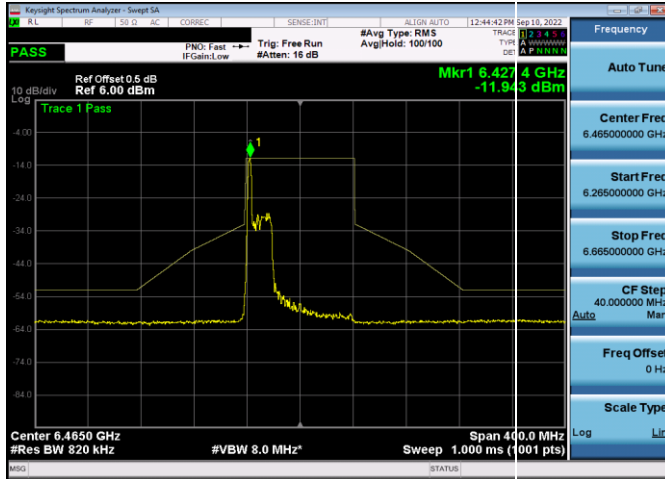 Keysight Spectrum Analyzer - Swept SA
RL RF 50 Ω AC CORREC SENSE:INT ALIGN AUTO 12:44:42 PM Sep 10, 2022
#Avg Type: RMS TRACE 1 2 3 4 5 6
PASS PNO: Fast Trig: Free Run Avg|Hold: 100/100 TYPE A WWWWW
IFGain:Low #Atten: 16 dB DET A P N N N N
Mkr1 6.427 4 GHz
-11.943 dBm
Ref Offset 0.5 dB
10 dB/div Ref 6.00 dBm
Log
Trace 1 Pass
1
-4.00
-14.0
-24.0
-34.0
-44.0
-54.0
-64.0
-74.0
-84.0
Center 6.4650 GHz Span 400.0 MHz
#Res BW 820 kHz #VBW 8.0 MHz* Sweep 1.000 ms (1001 pts)
MSG STATUS
Frequency
Auto Tune
Center Freq
6.465000000 GHz
Start Freq
6.265000000 GHz
Stop Freq
6.665000000 GHz
CF Step
40.000000 MHz
Auto Man
Freq Offset
0 Hz
Scale Type
Log Lin